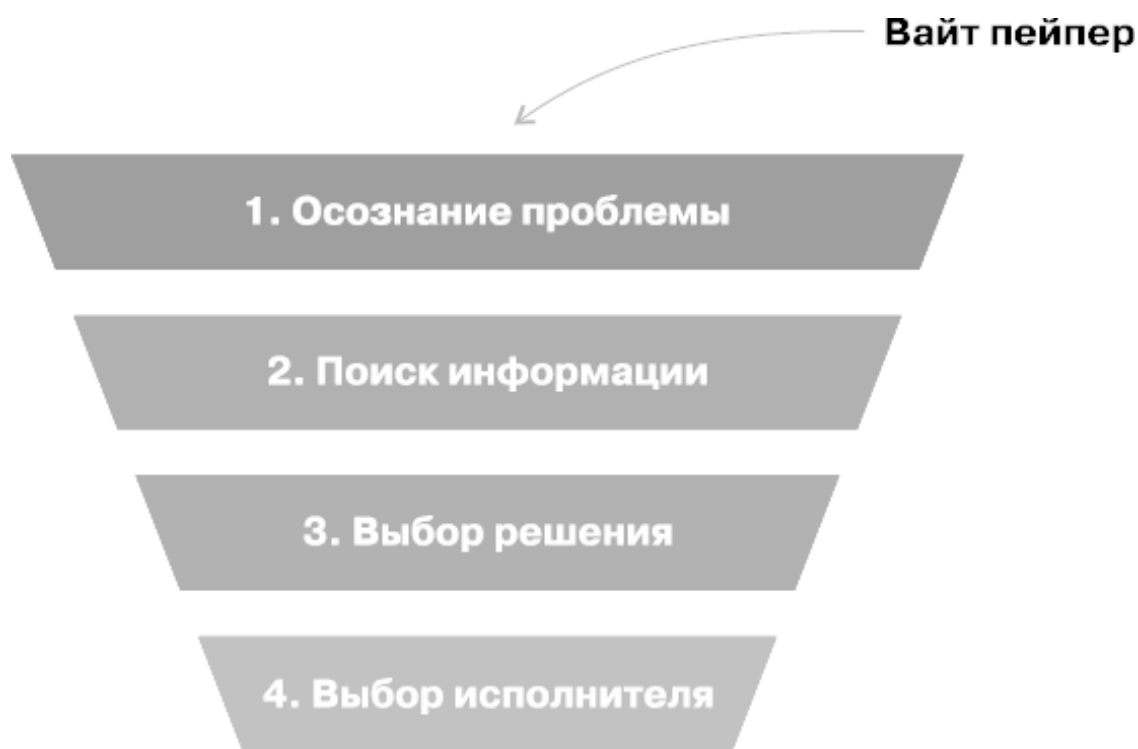 Вайт пейпер
1. Осознание проблемы
2. Поиск информации
3. Выбор решения
4. Выбор исполнителя